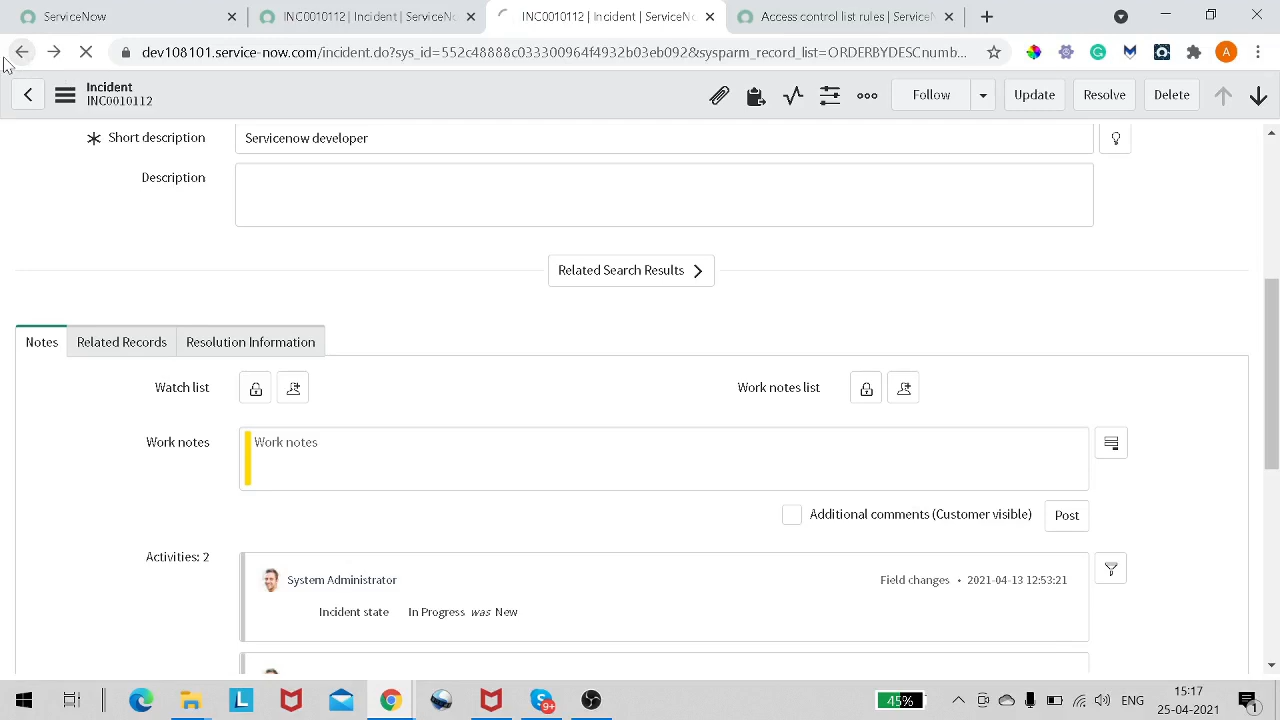 ServiceNow
INC0010112 | Incident | ServiceNo
INC0010112 | Incident | ServiceNo
Access control list rules | Service
dev108101.service-now.com/incident.do?sys_id=552c48888c033300964f4932b03eb092&sysparm_record_list=ORDERBYDESCnumb...
A
Incident
INC0010112
Follow
Update
Resolve
Delete
Short description
Servicenow developer
Description
Related Search Results
Notes
Related Records
Resolution Information
Watch list
Work notes list
Work notes
Work notes
Additional comments (Customer visible)
Post
Activities: 2
System Administrator
Field changes • 2021-04-13 12:53:21
Incident state In Progress was New
L
9+
45%
ENG
15:17
25-04-2021
1